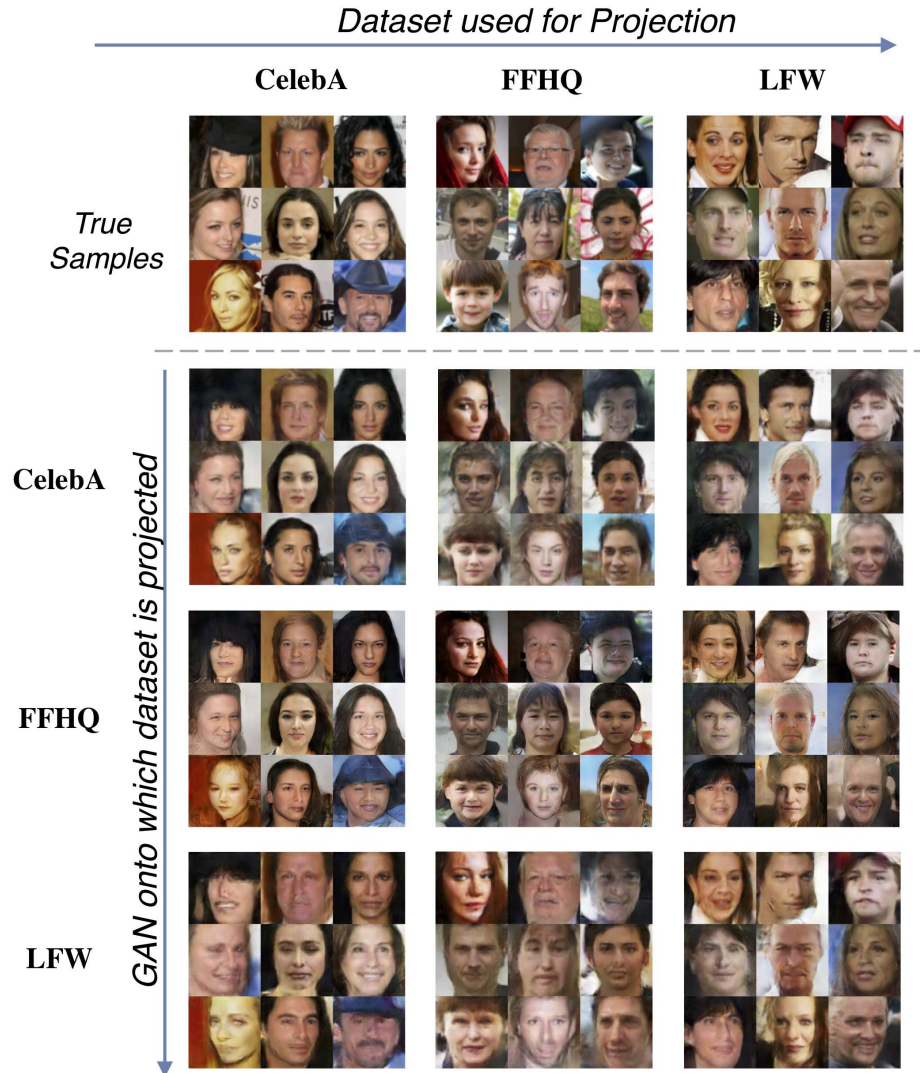 Dataset used for Projection
CelebA FFHQ LFW
True
Samples
GAN onto which dataset is projected
CelebA
FFHQ
LFW